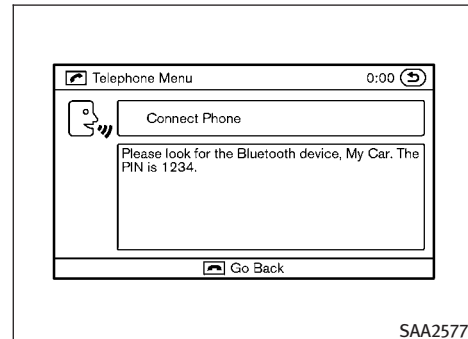 Telephone Menu 0:00
Connect Phone
Please look for the Bluetooth device, My Car. The
PIN is 1234.
Go Back
SAA2577